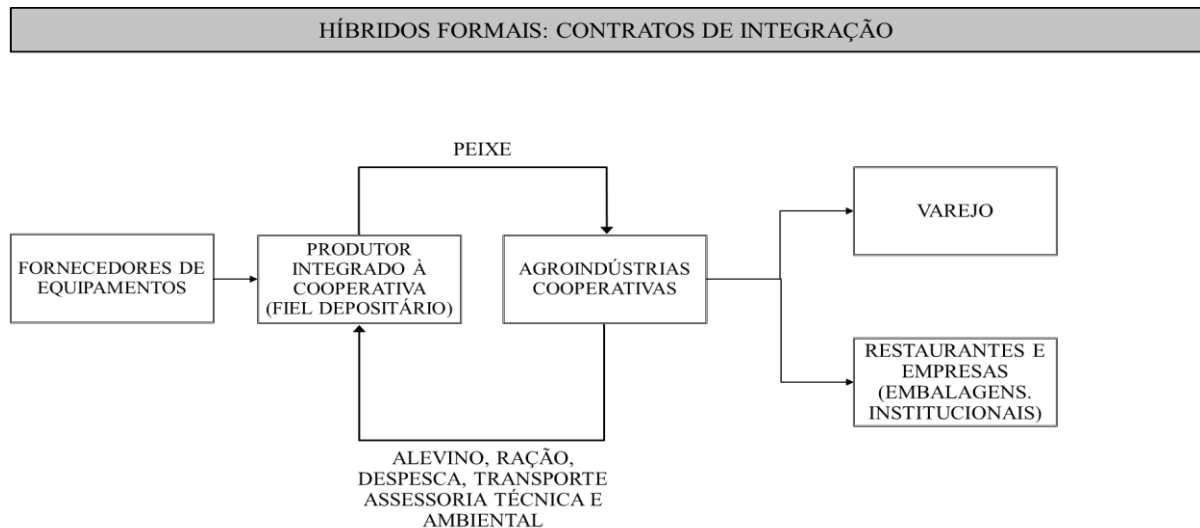 HÍBRIDOS FORMAIS: CONTRATOS DE INTEGRAÇÃO
PEIXE
FORNECEDORES DE
EQUIPAMENTOS
PRODUTOR
INTEGRADO À
COOPERATIVA
(FIEL DEPOSITÁRIO)
AGROINDÚSTRIAS
COOPERATIVAS
VAREJO
RESTAURANTES E
EMPRESAS
(EMBALAGENS.
INSTITUCIONAIS)
ALEVINO, RAÇÃO,
DESPESCA, TRANSPORTE
ASSESSORIA TÉCNICA E
AMBIENTAL